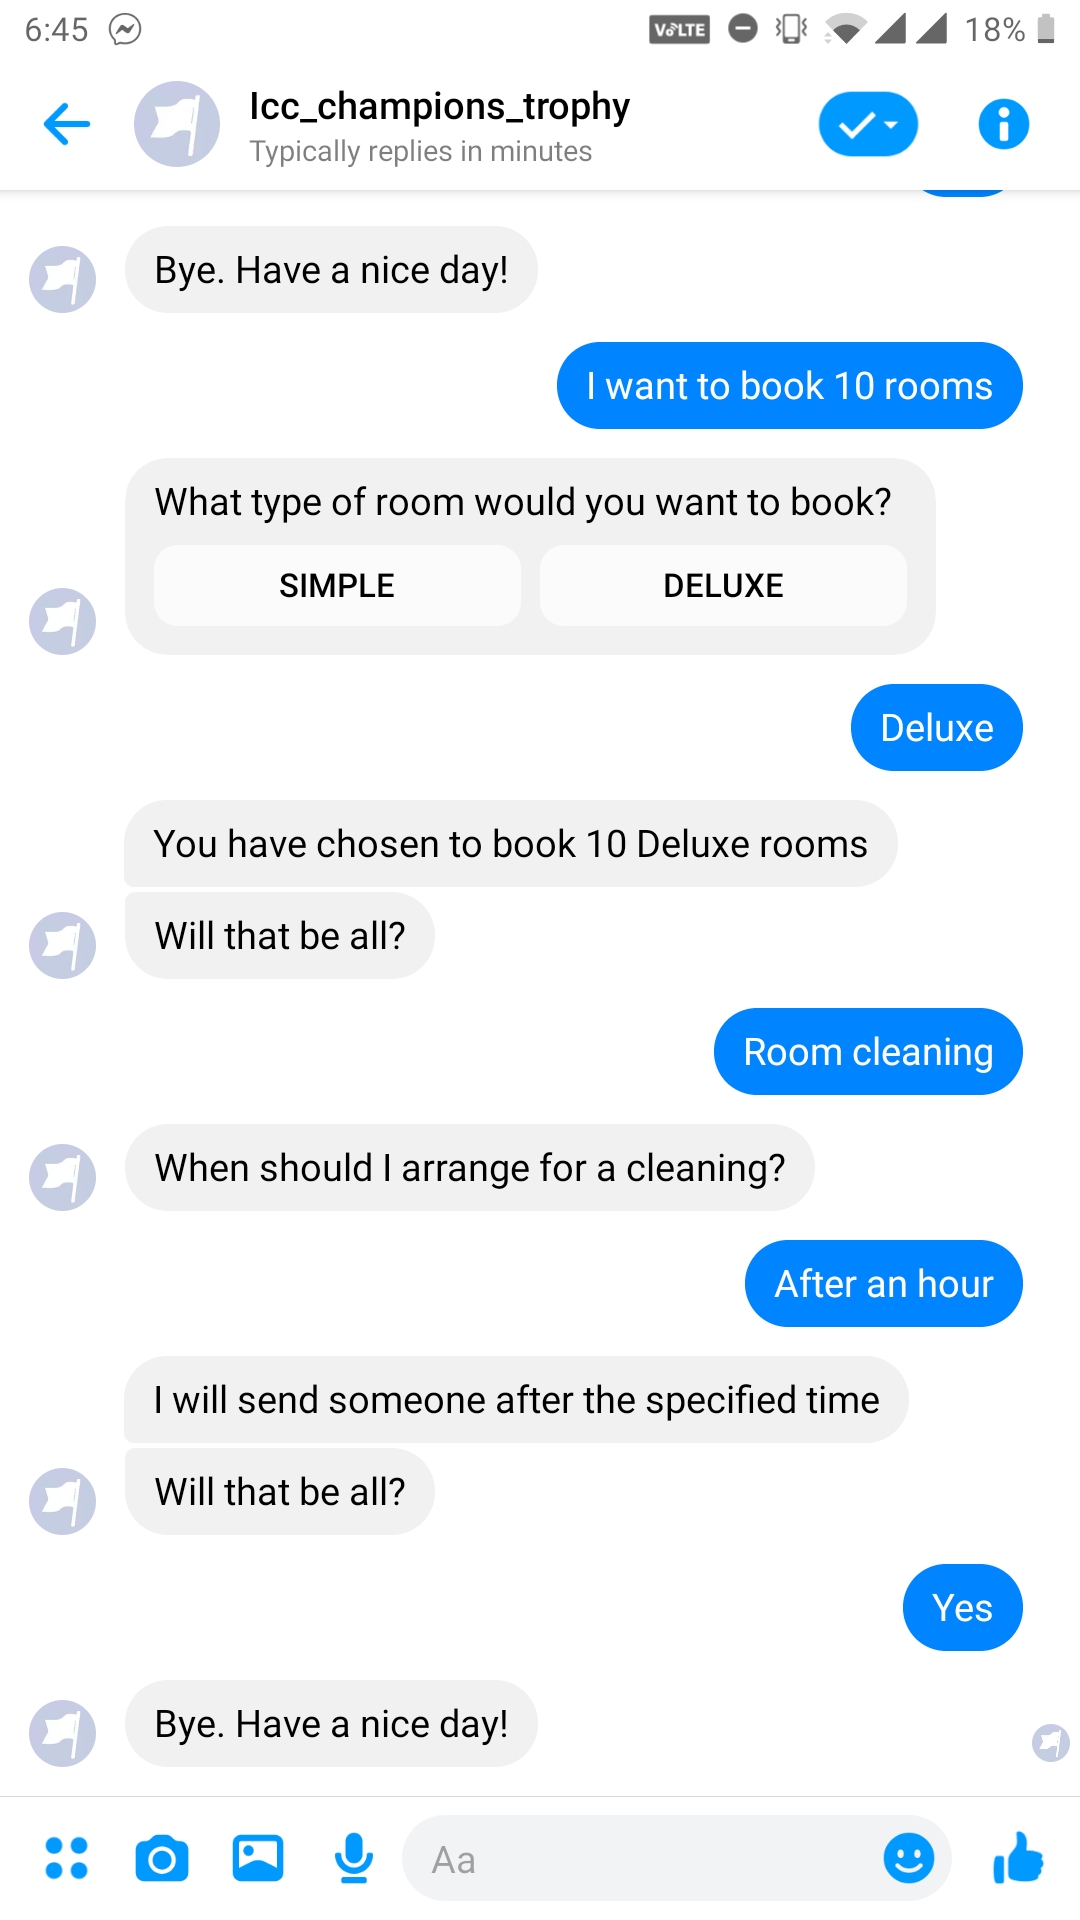 6:45 VoLTE 18%
Icc_champions_trophy
Typically replies in minutes
Bye. Have a nice day!
I want to book 10 rooms
What type of room would you want to book?
SIMPLE DELUXE
Deluxe
You have chosen to book 10 Deluxe rooms
Will that be all?
Room cleaning
When should I arrange for a cleaning?
After an hour
I will send someone after the specified time
Will that be all?
Yes
Bye. Have a nice day!
Aa